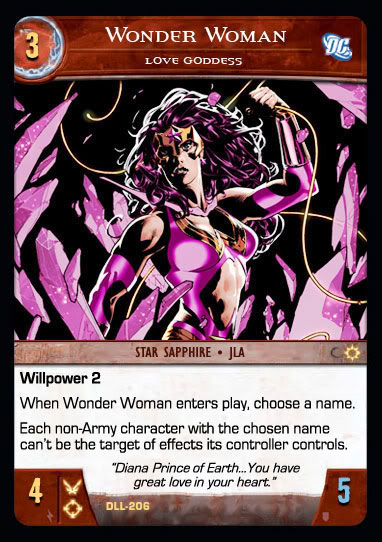 3
WONDER WOMAN
LOVE GODDESS
DC
STAR SAPPHIRE • JLA
C
Willpower 2
When Wonder Woman enters play, choose a name.
Each non-Army character with the chosen name
can't be the target of effects its controller controls.
"Diana Prince of Earth...You have
great love in your heart."
4
DLL-206
5